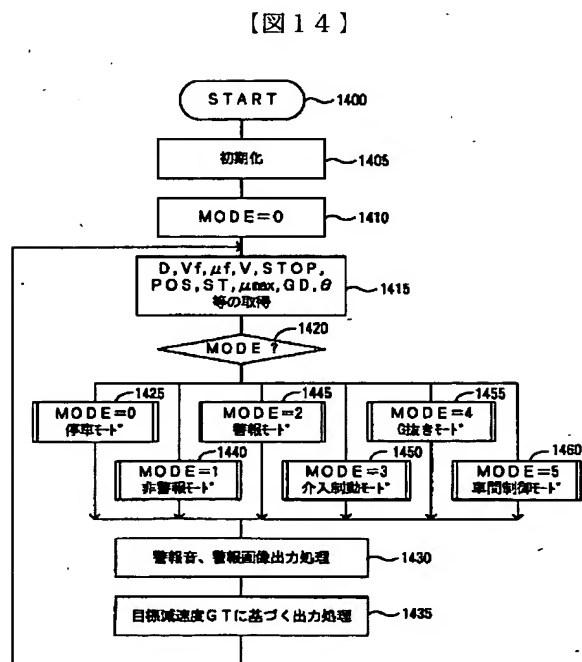 【図14】
START
1400
初期化
1405
MODE=0
1410
D,Vf,μf,V,STOP,
POS,ST,μmax,GD,θ
等の取得
1415
MODE?
1420
MODE=0
停車モード
1425
MODE=2
警報モード
1445
MODE=4
G抜きモード
1455
MODE=1
非警報モード
1440
MODE=3
介入制動モード
1450
MODE=5
車間制御モード
1460
警報音、警報画像出力処理
1430
目標減速度GTに基づく出力処理
1435